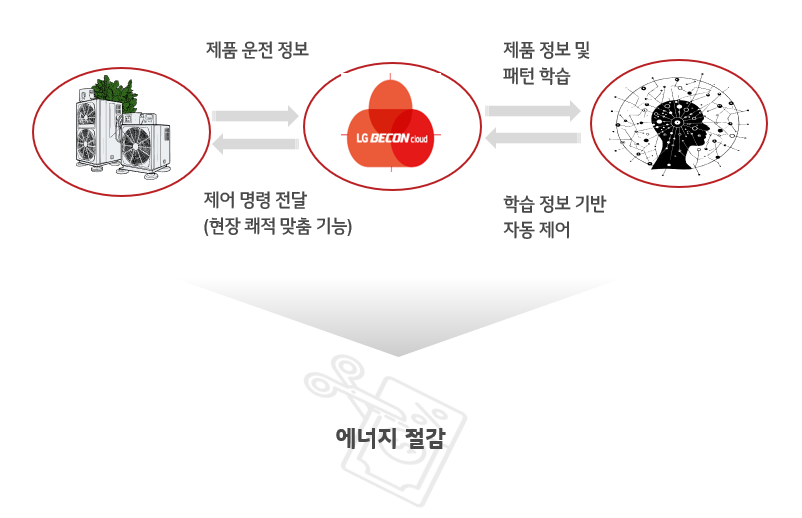 제품 운전 정보
제품 정보 및
패턴 학습
LG BECON cloud
제어 명령 전달
(현장 쾌적 맞춤 기능)
학습 정보 기반
자동 제어
에너지 절감